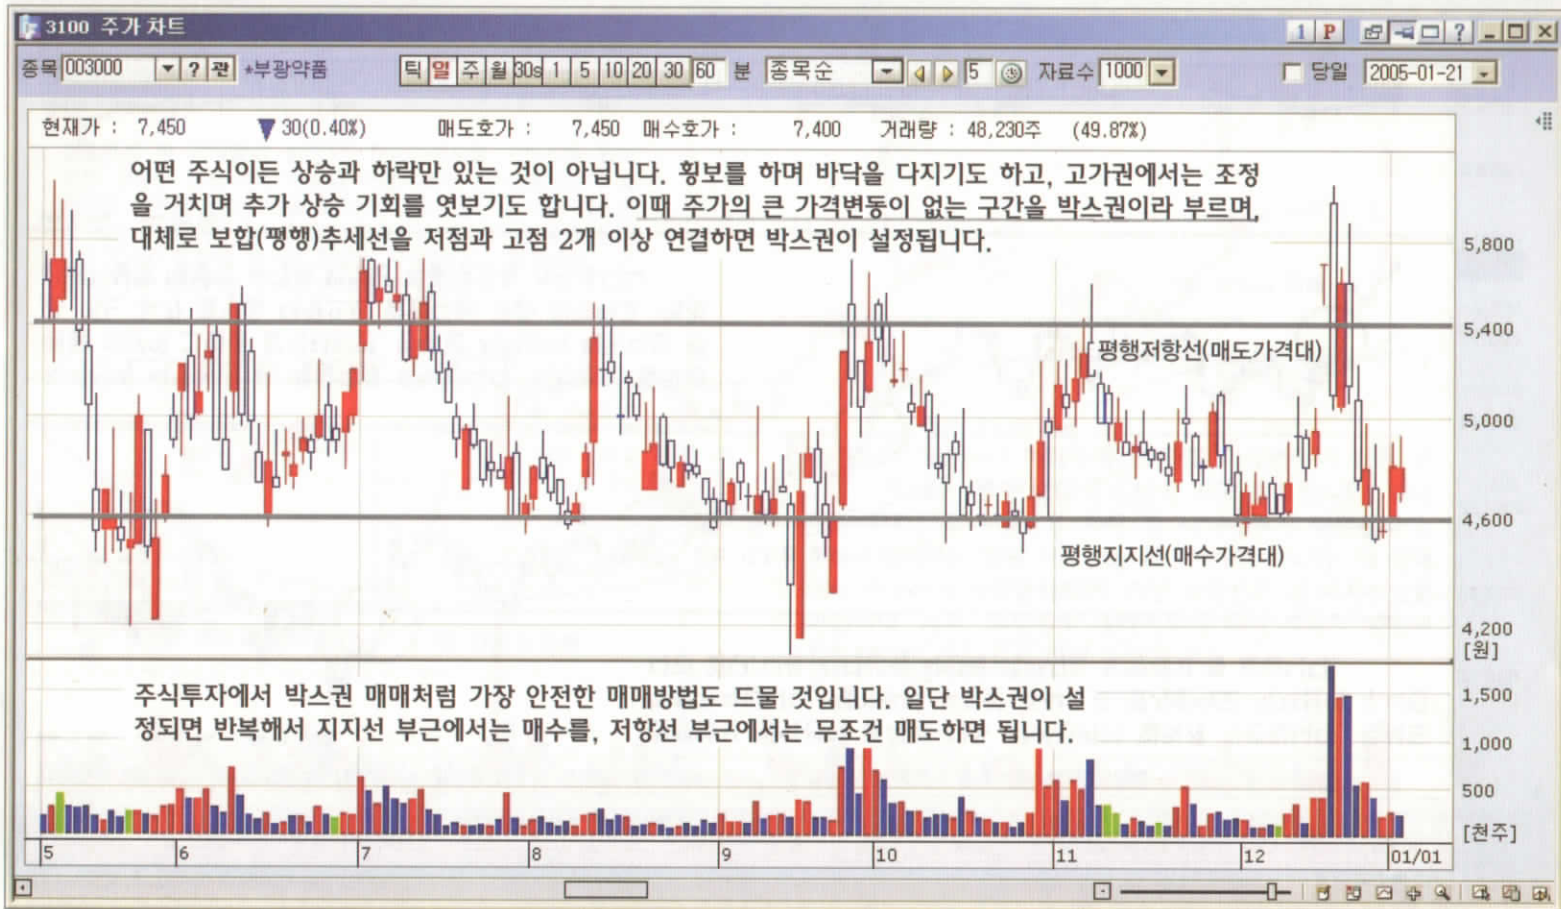 3100 주가 차트
1 P ?
종목 003000 ? 관 *부광약품 틱 일 주 월 30s 1 5 10 20 30 60 분 종목순 5 자료수 1000 당일 2005-01-21
현재가 : 7,450 ▼ 30(0.40%) 매도호가 : 7,450 매수호가 : 7,400 거래량 : 48,230주 (49.87%)
어떤 주식이든 상승과 하락만 있는 것이 아닙니다. 횡보를 하며 바닥을 다지기도 하고, 고가권에서는 조정
을 거치며 추가 상승 기회를 엿보기도 합니다. 이때 주가의 큰 가격변동이 없는 구간을 박스권이라 부르며,
대체로 보합(평행)추세선을 저점과 고점 2개 이상 연결하면 박스권이 설정됩니다.
5,800
5,400
평행저항선(매도가격대)
5,000
4,600
평행지지선(매수가격대)
4,200
[원]
주식투자에서 박스권 매매처럼 가장 안전한 매매방법도 드물 것입니다. 일단 박스권이 설
정되면 반복해서 지지선 부근에서는 매수를, 저항선 부근에서는 무조건 매도하면 됩니다.
1,500
1,000
500
[천주]
5 6 7 8 9 10 11 12 01/01